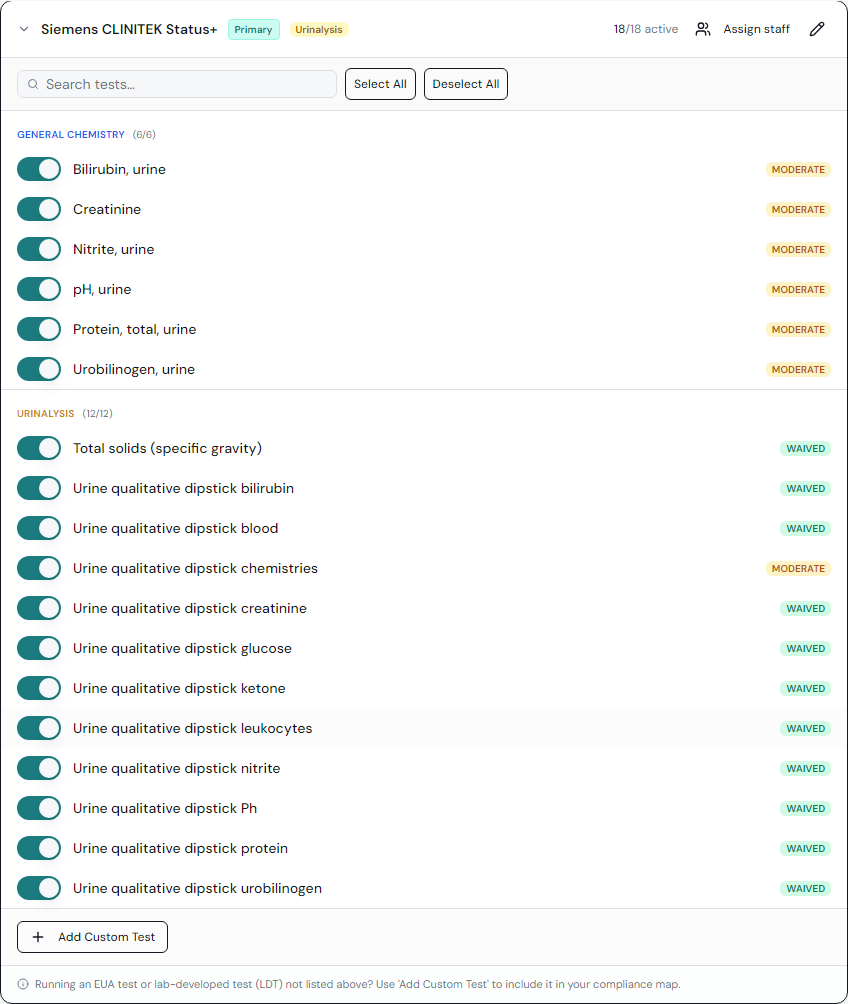 Siemens CLINITEK Status+ Primary Urinalysis 18/18 active Assign staff
Search tests... Select All Deselect All
GENERAL CHEMISTRY (6/6)
Bilirubin, urine MODERATE
Creatinine MODERATE
Nitrite, urine MODERATE
pH, urine MODERATE
Protein, total, urine MODERATE
Urobilinogen, urine MODERATE
URINALYSIS (12/12)
Total solids (specific gravity) WAIVED
Urine qualitative dipstick bilirubin WAIVED
Urine qualitative dipstick blood WAIVED
Urine qualitative dipstick chemistries MODERATE
Urine qualitative dipstick creatinine WAIVED
Urine qualitative dipstick glucose WAIVED
Urine qualitative dipstick ketone WAIVED
Urine qualitative dipstick leukocytes WAIVED
Urine qualitative dipstick nitrite WAIVED
Urine qualitative dipstick Ph WAIVED
Urine qualitative dipstick protein WAIVED
Urine qualitative dipstick urobilinogen WAIVED
+ Add Custom Test
Running an EUA test or lab-developed test (LDT) not listed above? Use 'Add Custom Test' to include it in your compliance map.